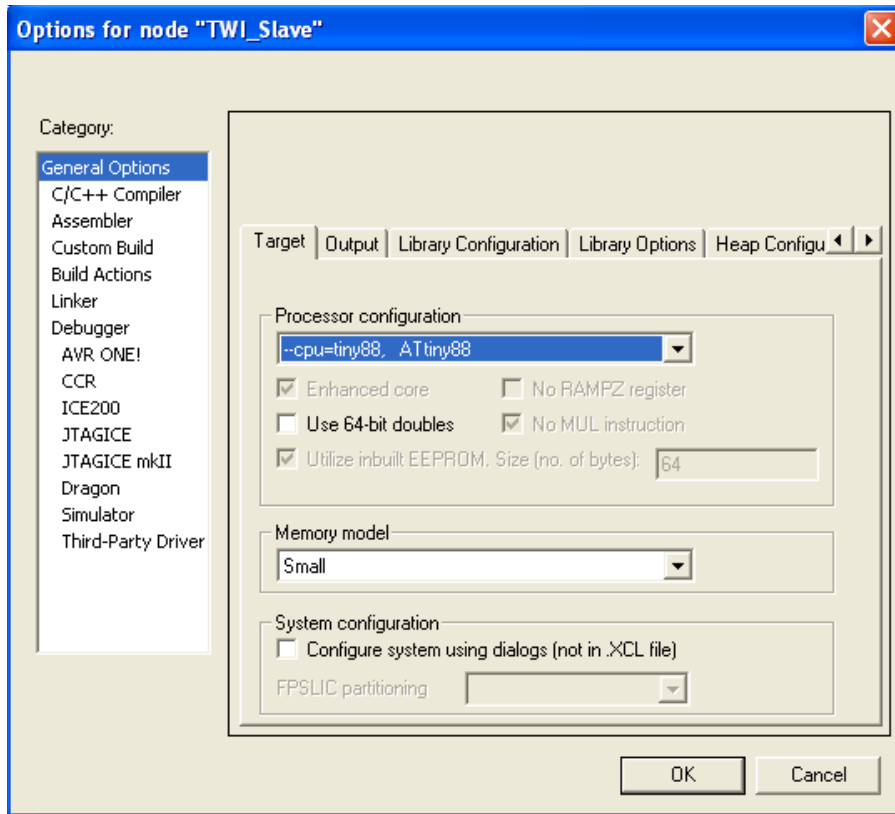 Options for node "TWI_Slave"
Category:
General Options
C/C++ Compiler
Assembler
Custom Build
Build Actions
Linker
Debugger
AVR ONE!
CCR
ICE200
JTAGICE
JTAGICE mkII
Dragon
Simulator
Third-Party Driver
Target Output Library Configuration Library Options Heap Configu
Processor configuration
--cpu=tiny88, ATtiny88
Enhanced core No RAMPZ register
Use 64-bit doubles No MUL instruction
Utilize inbuilt EEPROM. Size (no. of bytes): 64
Memory model
Small
System configuration
Configure system using dialogs (not in .XCL file)
FPSLIC partitioning
OK Cancel